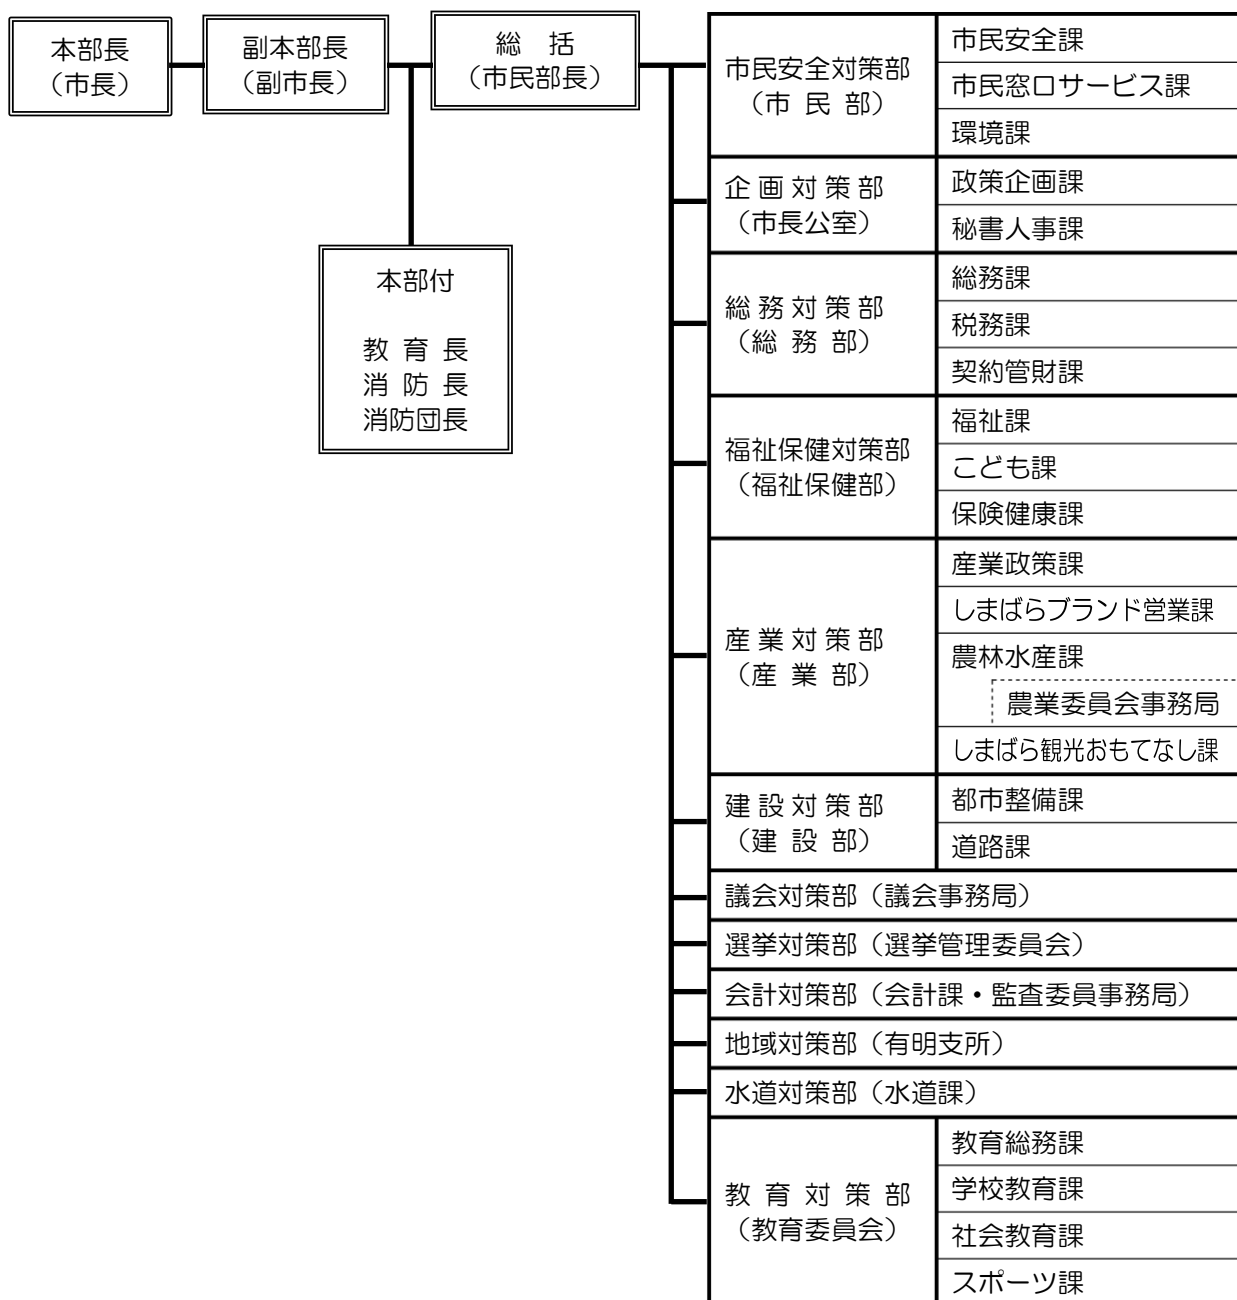 本部長
（市長）
副本部長
（副市長）
総　括
（市民部長）
本部付
教 育 長
消 防 長
消防団長
市民安全対策部
（市 民 部）
市民安全課
市民窓口サービス課
環境課
企 画 対 策 部
（市長公室）
政策企画課
秘書人事課
総 務 対 策 部
（総 務 部）
総務課
税務課
契約管財課
福祉保健対策部
（福祉保健部）
福祉課
こども課
保険健康課
産 業 対 策 部
（産 業 部）
産業政策課
しまばらブランド営業課
農林水産課
農業委員会事務局
しまばら観光おもてなし課
建 設 対 策 部
（建 設 部）
都市整備課
道路課
議会対策部（議会事務局）
選挙対策部（選挙管理委員会）
会計対策部（会計課・監査委員事務局）
地域対策部（有明支所）
水道対策部（水道課）
教 育 対 策 部
（教育委員会）
教育総務課
学校教育課
社会教育課
スポーツ課